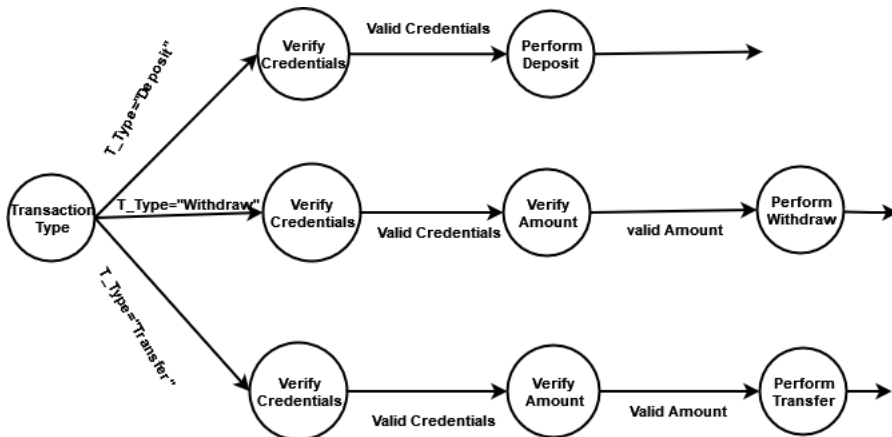 Verify
Credentials
Valid Credentials
Perform
Deposit
T_Type="Deposit"
Transaction
Type
T_Type="Withdraw"
Verify
Credentials
Valid Credentials
Verify
Amount
valid Amount
Perform
Withdraw
T_Type="Transfer"
Verify
Credentials
Valid Credentials
Verify
Amount
Valid Amount
Perform
Transfer